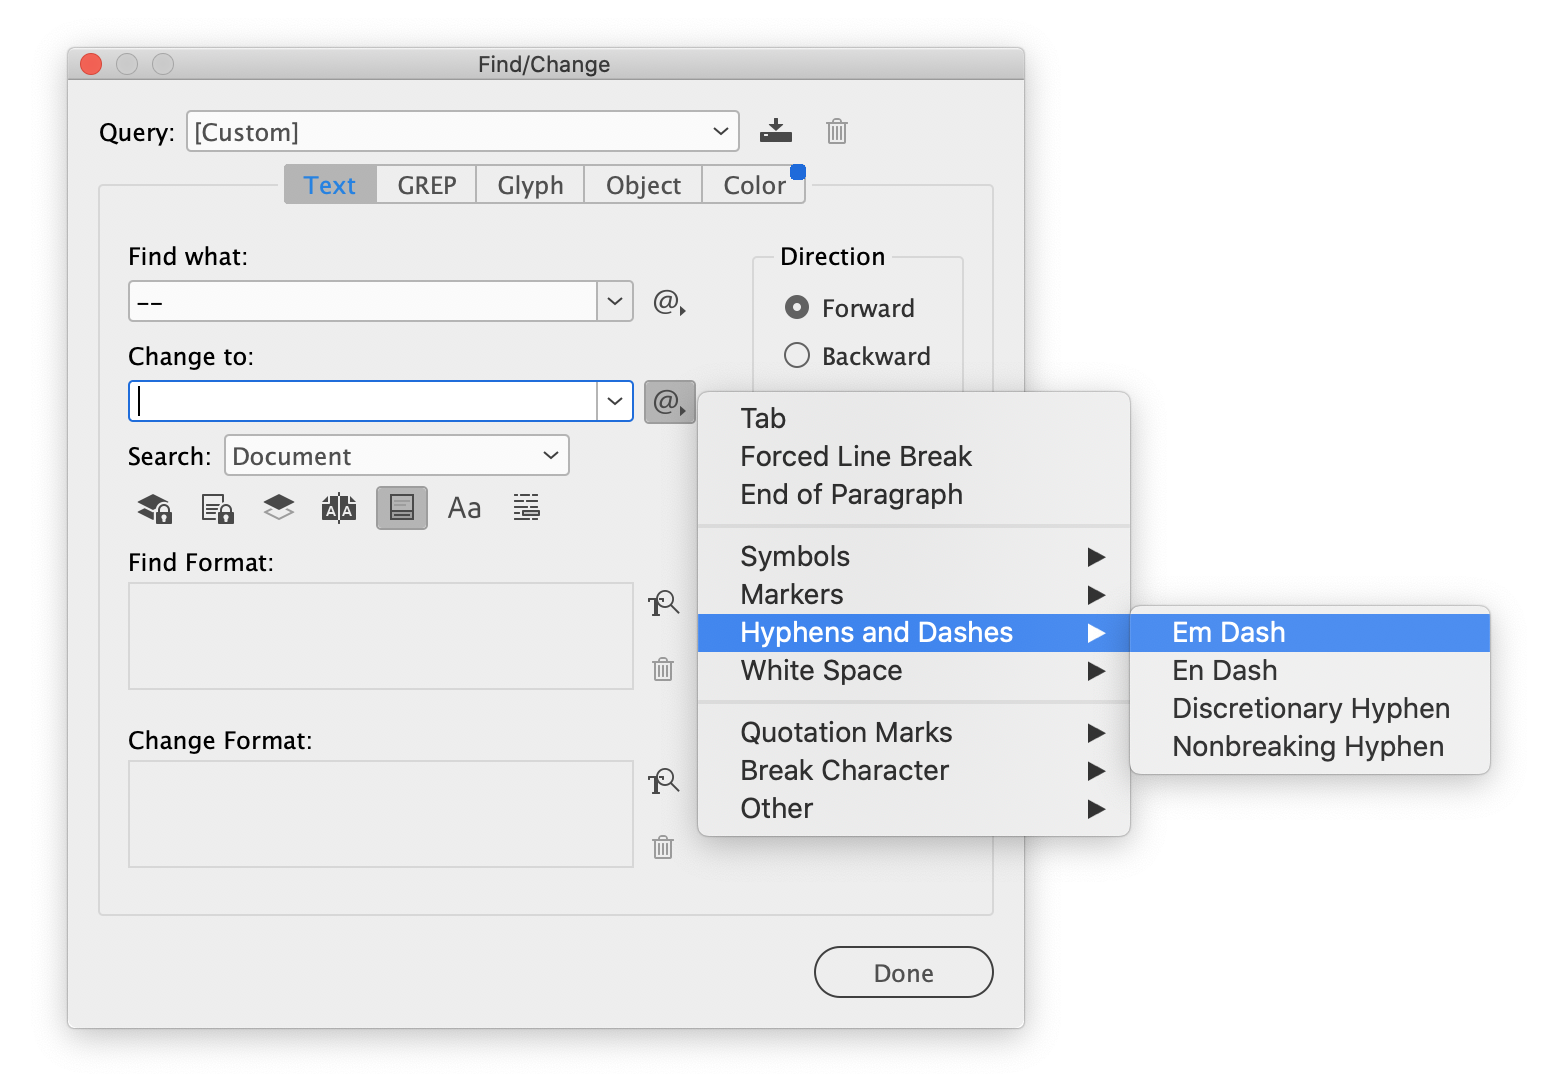 Find/Change
Query: [Custom]
Text GREP Glyph Object Color
Find what:
--
@
Direction
Forward
Backward
Change to:
@
Search: Document
A A
Aa
Find Format:
T
Change Format:
T
Tab
Forced Line Break
End of Paragraph
Symbols
Markers
Hyphens and Dashes
White Space
Quotation Marks
Break Character
Other
Em Dash
En Dash
Discretionary Hyphen
Nonbreaking Hyphen
Done